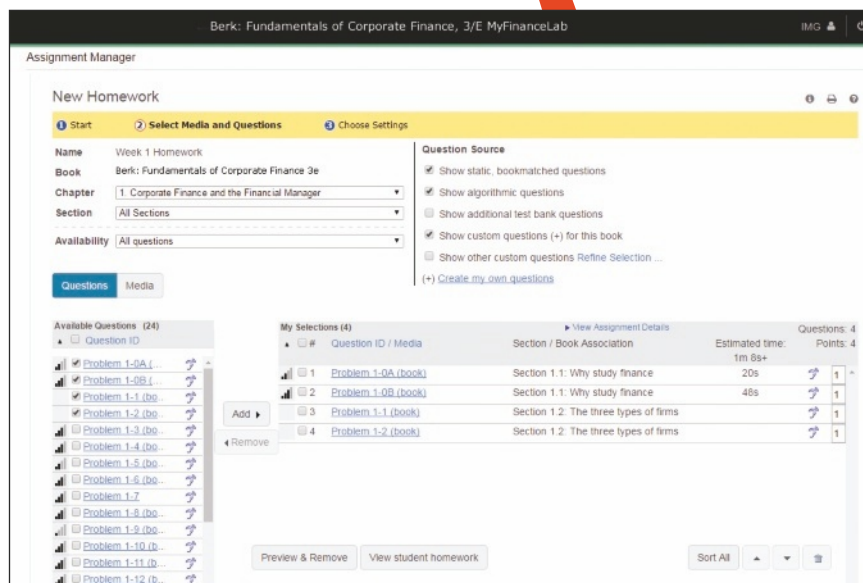 Berk: Fundamentals of Corporate Finance, 3/E MyFinanceLab
IMG
Assignment Manager
New Homework
1 Start 2 Select Media and Questions 3 Choose Settings
Name Week 1 Homework
Book Berk: Fundamentals of Corporate Finance 3e
Chapter 1. Corporate Finance and the Financial Manager
Section All Sections
Availability All questions
Question Source
Show static, bookmatched questions
Show algorithmic questions
Show additional test bank questions
Show custom questions (+) for this book
Show other custom questions Refine Selection ...
(+) Create my own questions
Questions Media
Available Questions (24)
Question ID
Problem 1-0A (...
Problem 1-0B (...
Problem 1-1 (bo...
Problem 1-2 (bo...
Problem 1-3 (bo...
Problem 1-4 (bo...
Problem 1-5 (bo...
Problem 1-6 (bo...
Problem 1-7
Problem 1-8 (bo...
Problem 1-9 (bo...
Problem 1-10 (b...
Problem 1-11 (b...
Problem 1-12 (b...
Add
Remove
My Selections (4) View Assignment Details Questions: 4
# Question ID / Media Section / Book Association Estimated time: Points: 4
1m 8s+
1 Problem 1-0A (book) Section 1.1: Why study finance 20s 1
2 Problem 1-0B (book) Section 1.1: Why study finance 48s 1
3 Problem 1-1 (book) Section 1.2: The three types of firms 1
4 Problem 1-2 (book) Section 1.2: The three types of firms 1
Preview & Remove View student homework Sort All